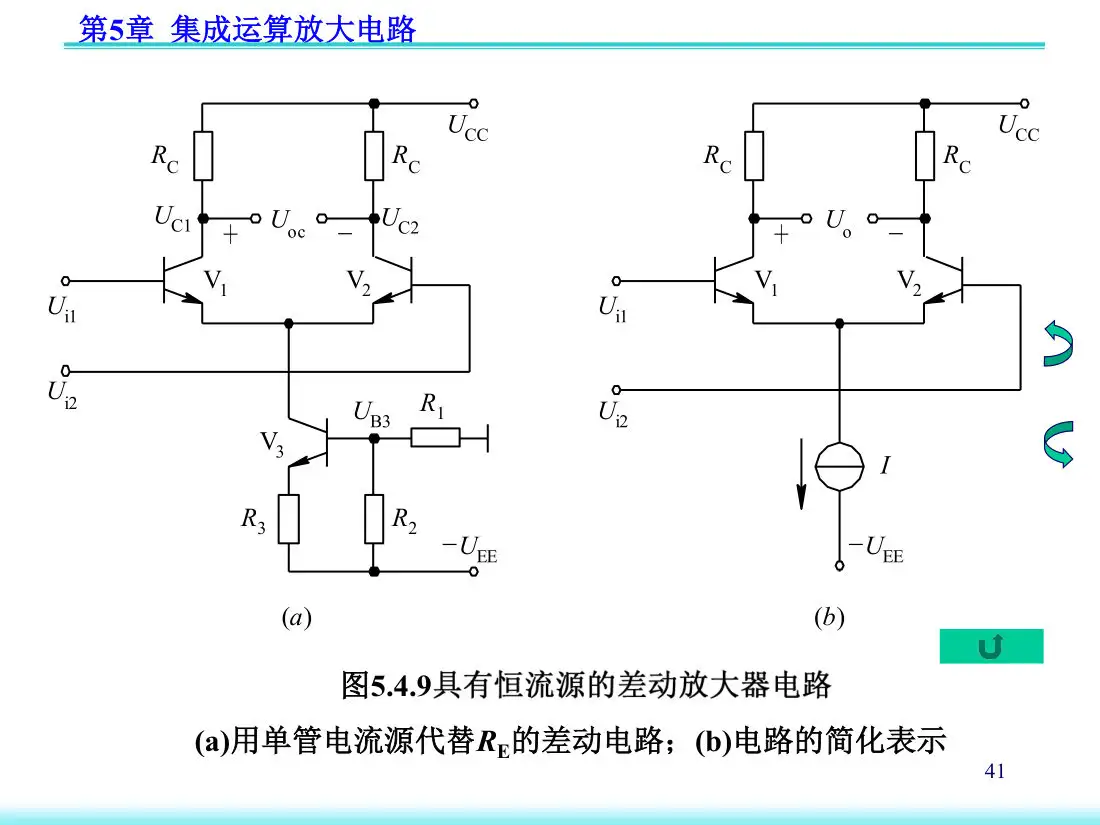 第5章 集成运算放大电路
UCC
RC
RC
UC1
+
Uoc
−
UC2
V1
V2
Ui1
Ui2
UB3
R1
V3
R3
R2
−UEE
(a)
UCC
RC
RC
+
Uo
−
V1
V2
Ui1
Ui2
I
−UEE
(b)
图5.4.9具有恒流源的差动放大器电路
(a)用单管电流源代替RE的差动电路；(b)电路的简化表示
41